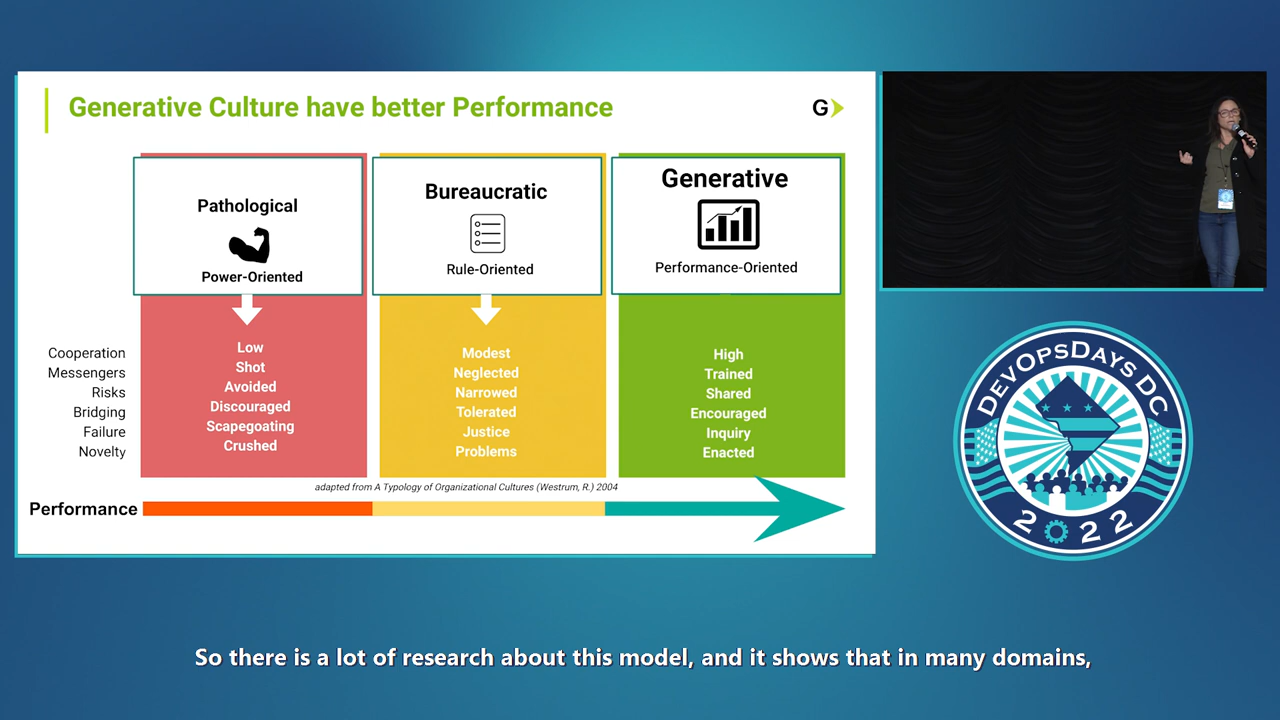 Generative Culture have better Performance
G
Pathological
Power-Oriented
Bureaucratic
Rule-Oriented
Generative
Performance-Oriented
Cooperation Low Modest High
Messengers Shot Neglected Trained
Risks Avoided Narrowed Shared
Bridging Discouraged Tolerated Encouraged
Failure Scapegoating Justice Inquiry
Novelty Crushed Problems Enacted
adapted from A Typology of Organizational Cultures (Westrum, R.) 2004
Performance
DEVOPSDAYS DC
2022
So there is a lot of research about this model, and it shows that in many domains,